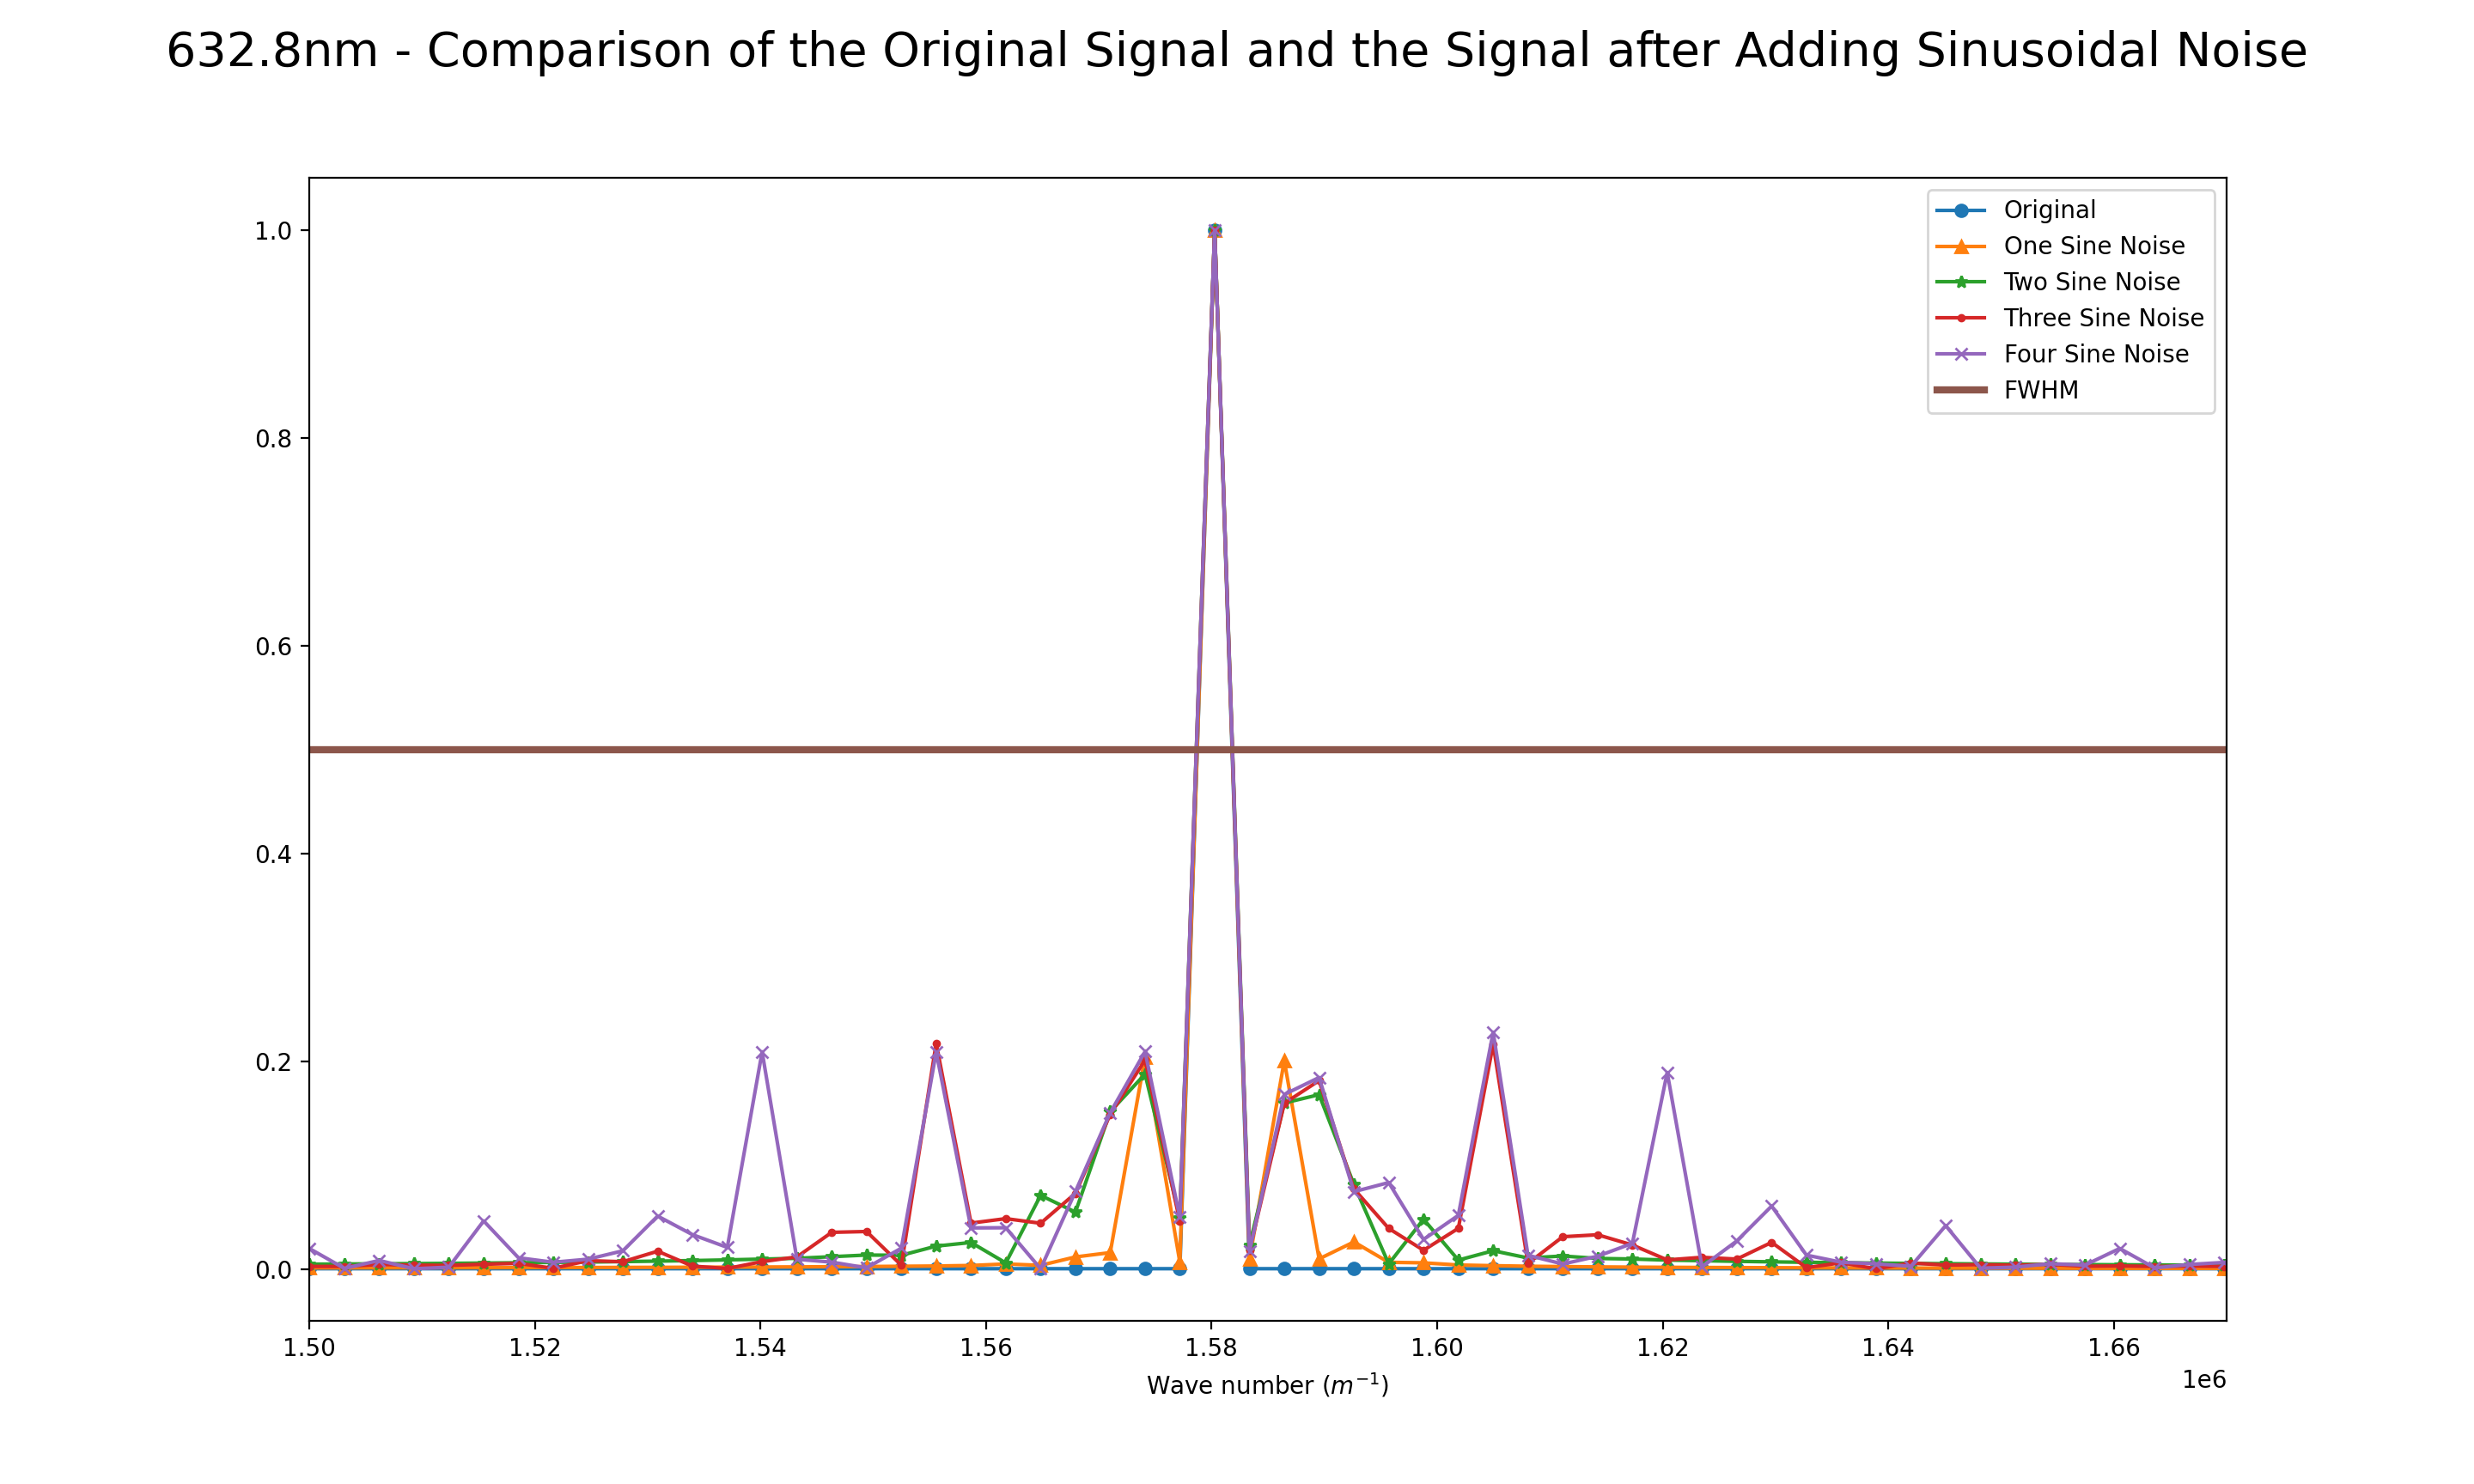 632.8nm - Comparison of the Original Signal and the Signal after Adding Sinusoidal Noise
Original
One Sine Noise
Two Sine Noise
Three Sine Noise
Four Sine Noise
FWHM
1.0
0.8
0.6
0.4
0.2
0.0
1.50 1.52 1.54 1.56 1.58 1.60 1.62 1.64 1.66
1e6
Wave number (m⁻¹)